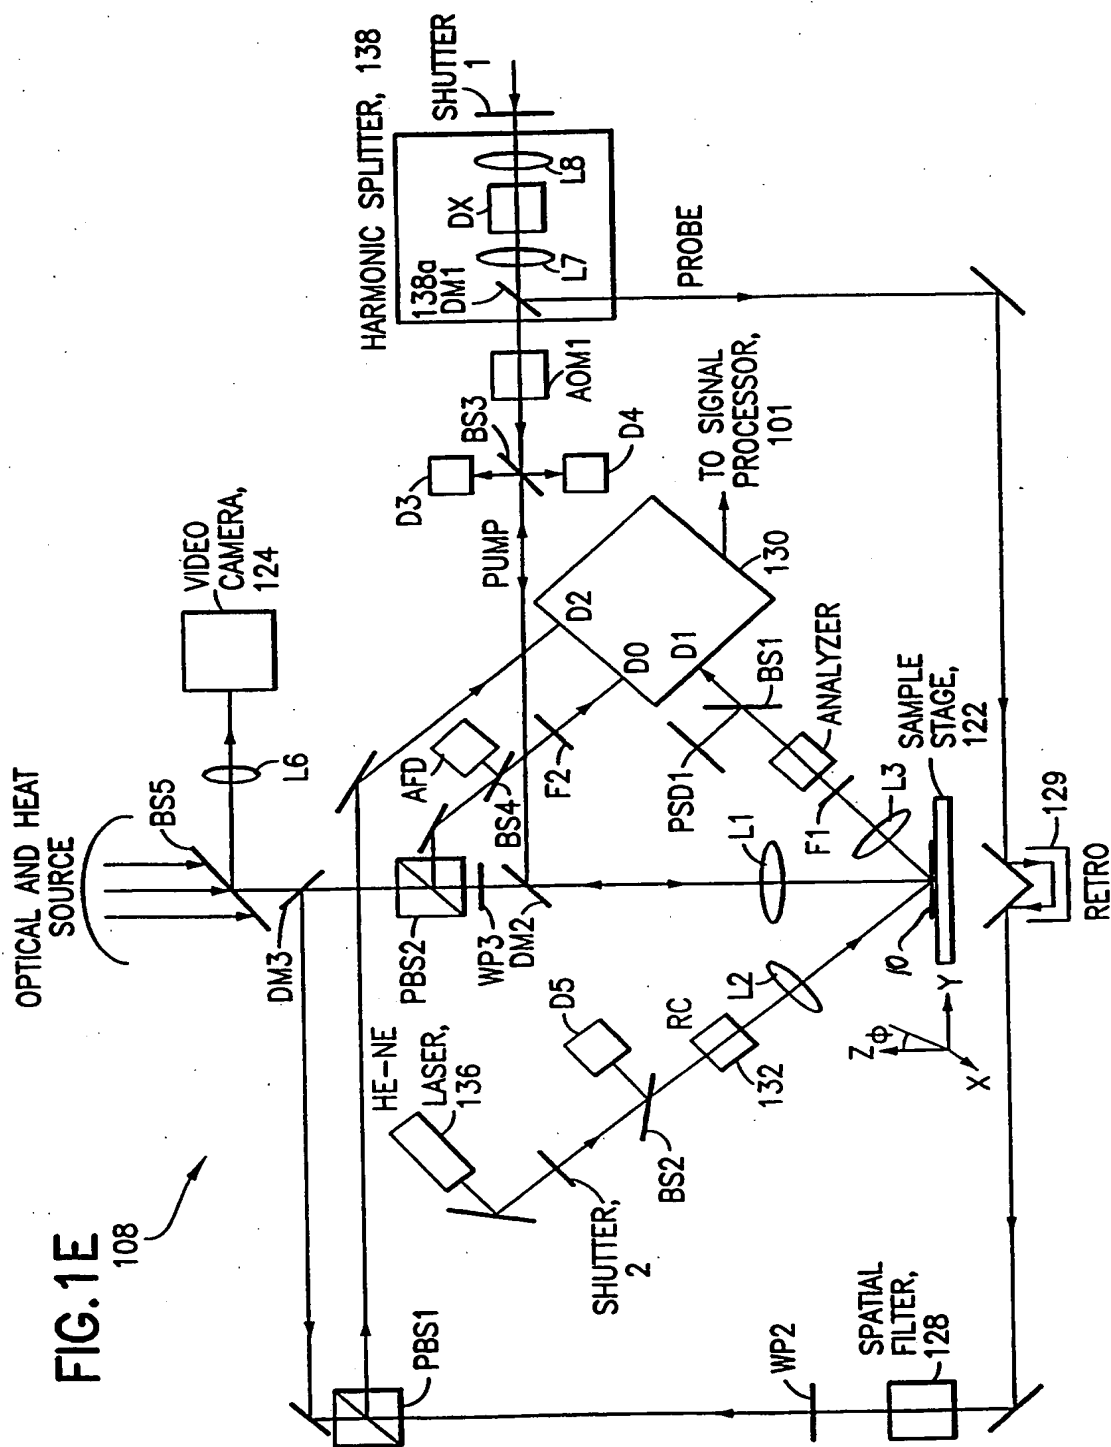 FIG.1E
108
OPTICAL AND HEAT
SOURCE
BS5
VIDEO
CAMERA,
124
L6
DM3
HARMONIC SPLITTER, 138
SHUTTER
1
138a
DM1
DX
L7
L8
AOM1
BS3
D3
D4
PUMP
PROBE
PBS2
AFD
BS4
F2
WP3
DM2
D2
D0
D1
130
TO SIGNAL
PROCESSOR,
101
HE-NE
LASER,
136
D5
SHUTTER,
2
BS2
RC
132
L2
L1
PSD1
BS1
ANALYZER
F1
L3
SAMPLE
STAGE,
122
10
Z
ϕ
Y
X
129
RETRO
PBS1
WP2
SPATIAL
FILTER,
128